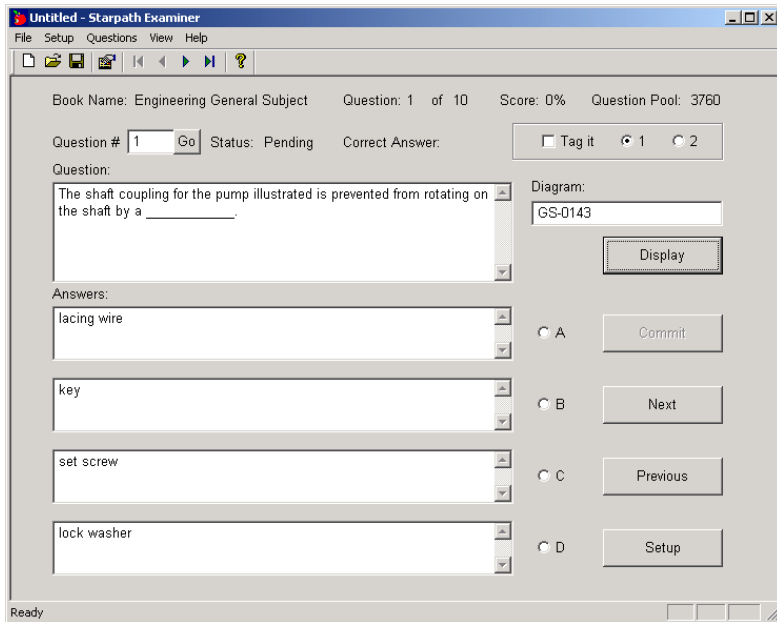 Untitled - Starpath Examiner
File Setup Questions View Help
Book Name: Engineering General Subject Question: 1 of 10 Score: 0% Question Pool: 3760
Question # 1 Go Status: Pending Correct Answer: Tag it 1 2
Question:
The shaft coupling for the pump illustrated is prevented from rotating on
the shaft by a _____________.
Diagram:
GS-0143
Display
Answers:
lacing wire
A Commit
key
B Next
set screw
C Previous
lock washer
D Setup
Ready